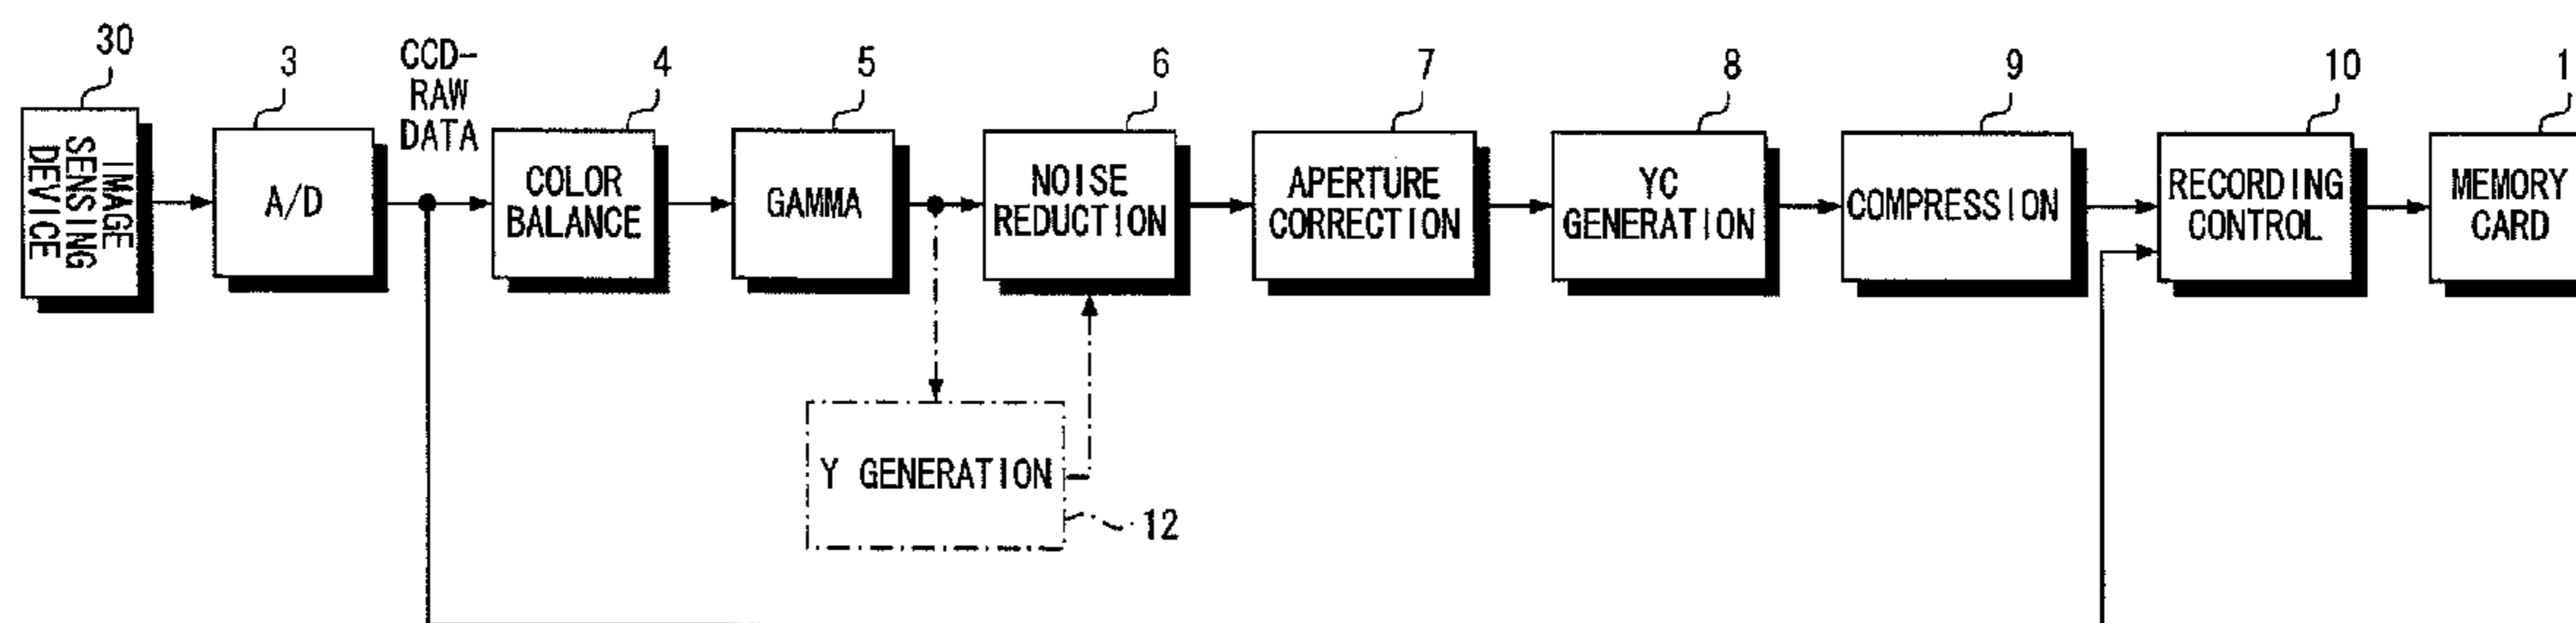 30
3
CCD-
RAW
DATA
4
5
6
7
8
9
10
1
IMAGE
SENSING
DEVICE
A/D
COLOR
BALANCE
GAMMA
NOISE
REDUCTION
APERTURE
CORRECTION
YC
GENERATION
COMPRESSION
RECORDING
CONTROL
MEMORY
CARD
Y GENERATION
12